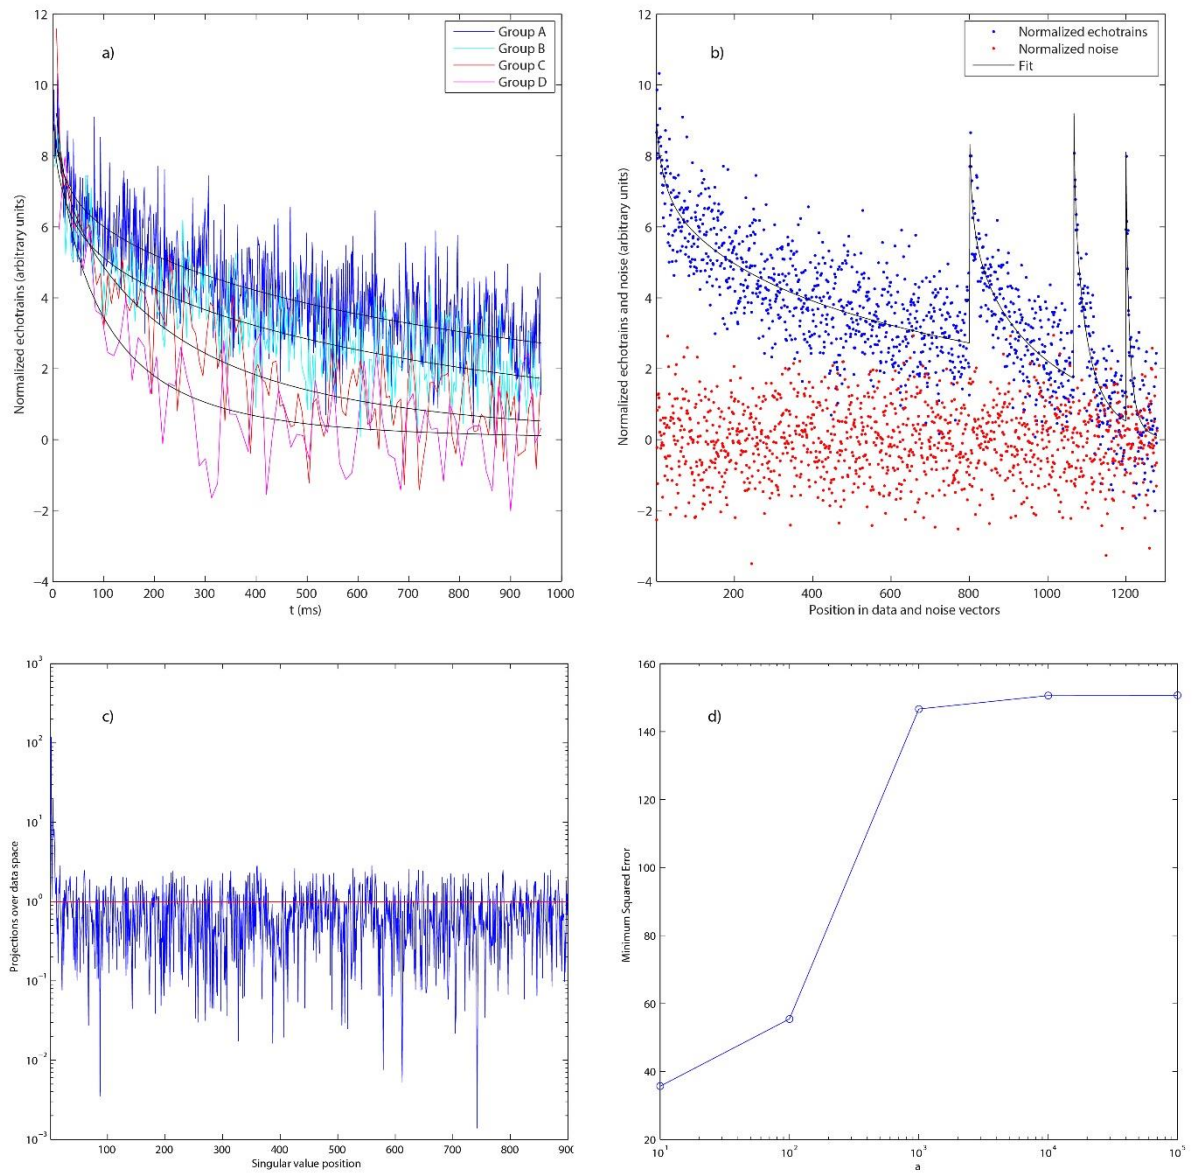 a)
Group A
Group B
Group C
Group D
12
10
8
6
4
2
0
−2
−4
Normalized echotrains (arbitrary units)
0 100 200 300 400 500 600 700 800 900 1000
t (ms)
b)
Normalized echotrains
Normalized noise
Fit
12
10
8
6
4
2
0
−2
−4
Normalized echotrains and noise (arbitrary units)
200 400 600 800 1000 1200
Position in data and noise vectors
c)
10³
10²
10¹
10⁰
10⁻¹
10⁻²
10⁻³
Projections over data space
100 200 300 400 500 600 700 800 900
Singular value position
d)
160
140
120
100
80
60
40
20
Minimum Squared Error
10¹ 10² 10³ 10⁴ 10⁵
a